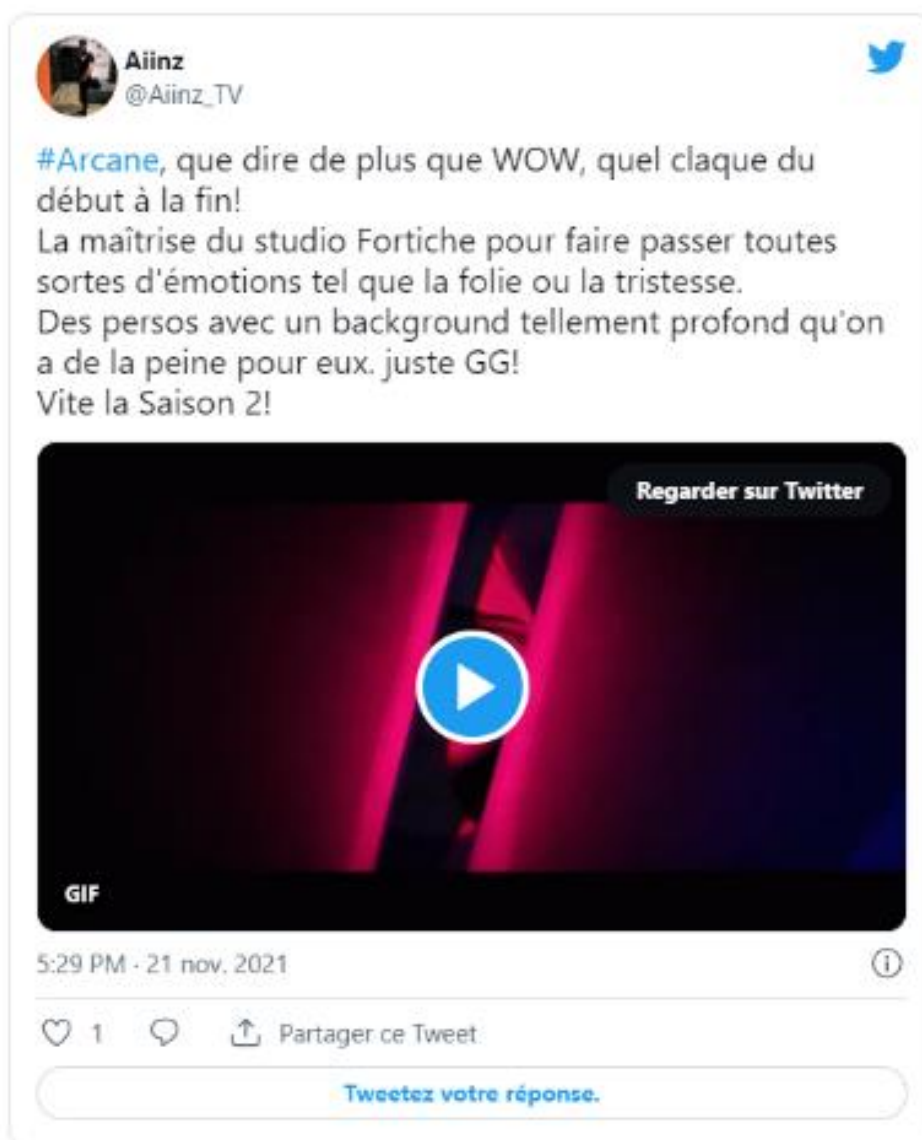 Aiinz
@Aiinz_TV
#Arcane, que dire de plus que WOW, quel claque du
début à la fin!
La maîtrise du studio Fortiche pour faire passer toutes
sortes d'émotions tel que la folie ou la tristesse.
Des persos avec un background tellement profond qu'on
a de la peine pour eux. juste GG!
Vite la Saison 2!
Regarder sur Twitter
GIF
5:29 PM · 21 nov. 2021
1 Partager ce Tweet
Tweetez votre réponse.